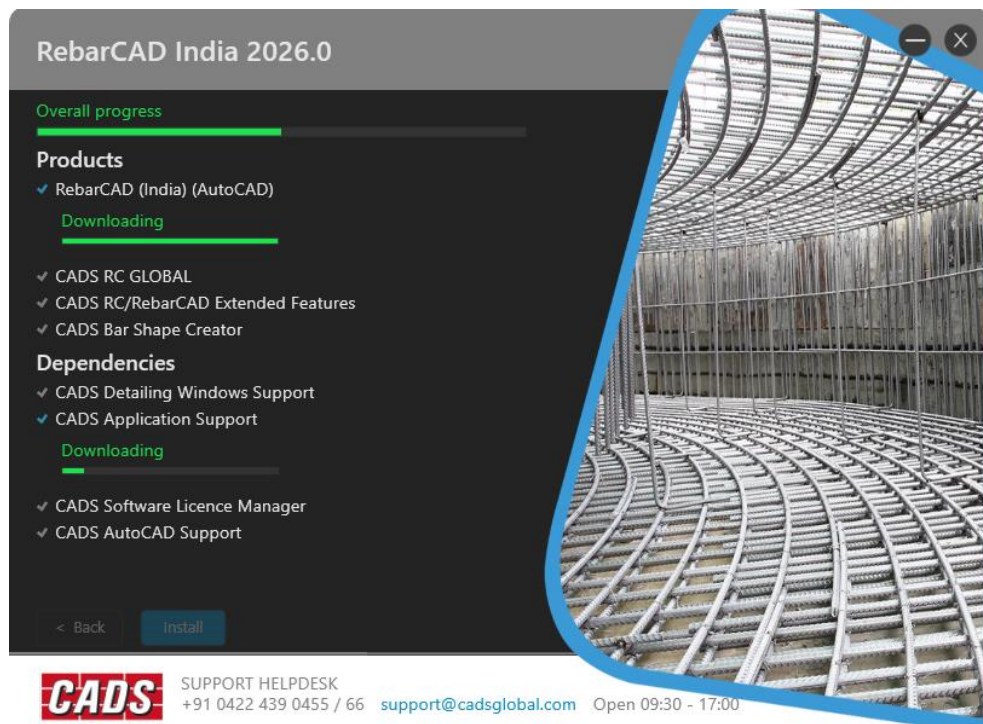 RebarCAD India 2026.0
Overall progress
Products
RebarCAD (India) (AutoCAD)
Downloading
CADS RC GLOBAL
CADS RC/RebarCAD Extended Features
CADS Bar Shape Creator
Dependencies
CADS Detailing Windows Support
CADS Application Support
Downloading
CADS Software Licence Manager
CADS AutoCAD Support
< Back Install
CADS
SUPPORT HELPDESK
+91 0422 439 0455 / 66 support@cadsglobal.com Open 09:30 - 17:00